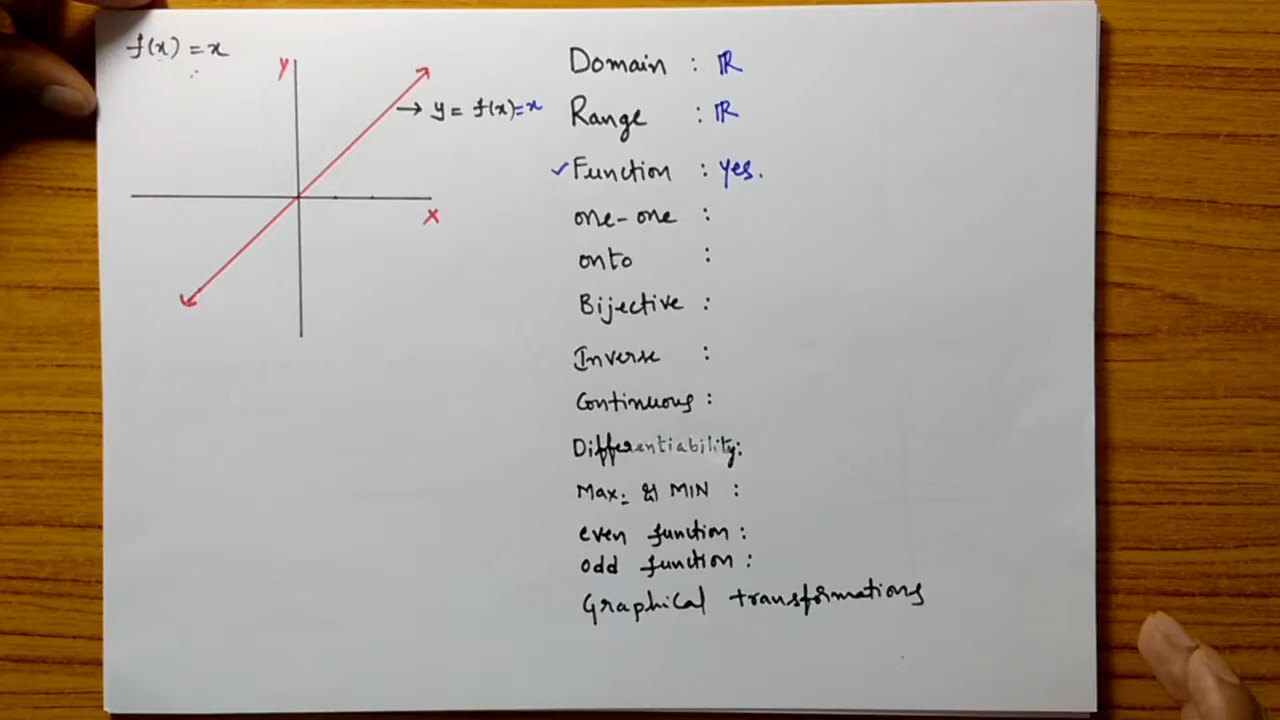 f(x) = x
y
→ y = f(x) = x
x
Domain : ℝ
Range : ℝ
✓ Function : yes.
one-one :
onto :
Bijective :
Inverse :
Continuous :
Differentiability:
Max. & MIN :
even function :
odd function :
Graphical transformations